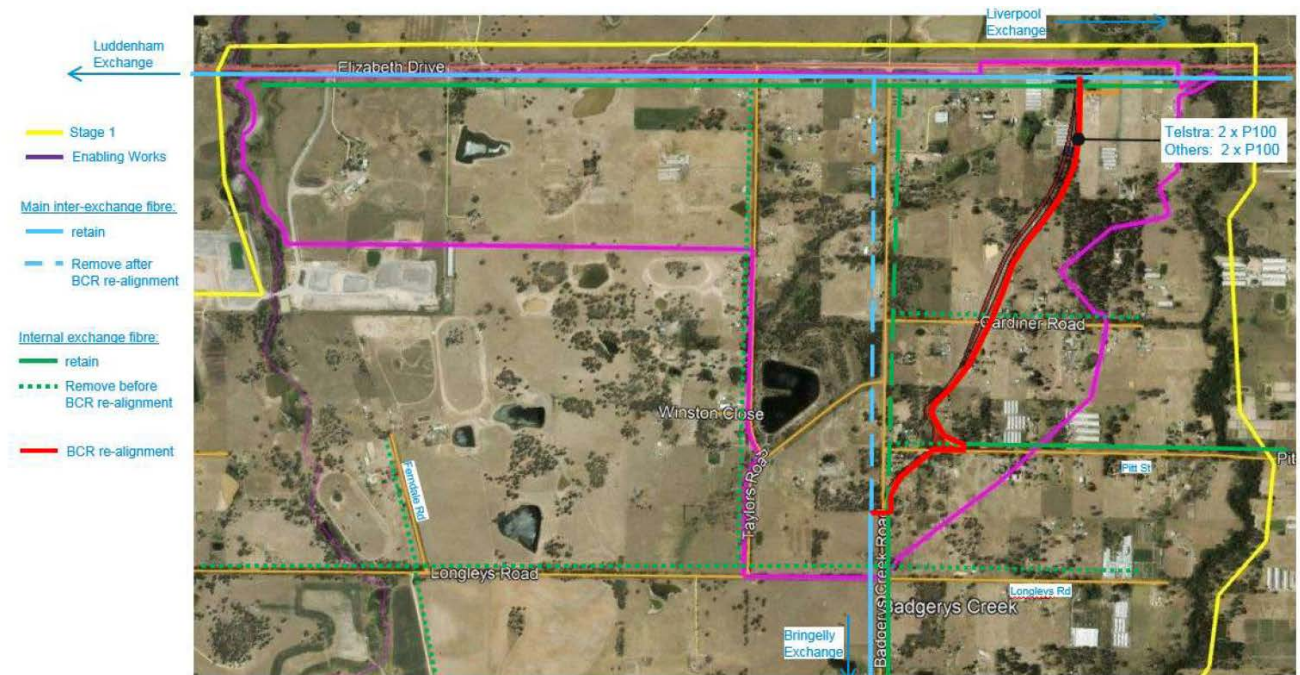 Luddenham
Exchange
Liverpool
Exchange
Elizabeth Drive
Stage 1
Enabling Works
Telstra: 2 x P100
Others: 2 x P100
Main inter-exchange fibre:
retain
Remove after
BCR re-alignment
Internal exchange fibre:
retain
Remove before
BCR re-alignment
BCR re-alignment
Gardiner Road
Winston Close
Taylors Road
Ferndale Rd
Pitt St
Pit
Longleys Road
Longleys Rd
Badgerys Creek Road
Badgerys Creek
Bringelly
Exchange